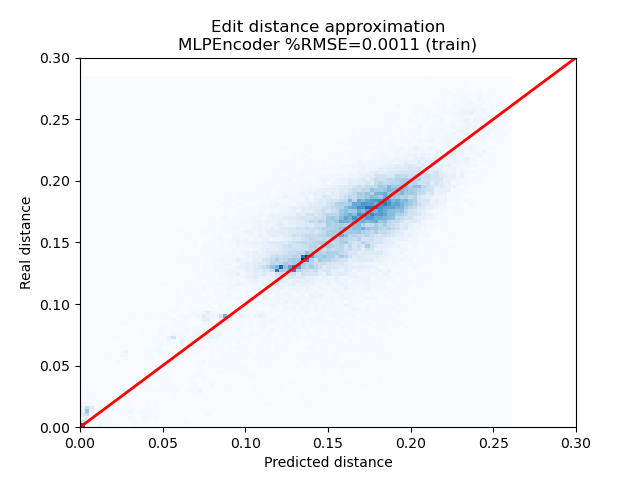 Edit distance approximation
MLPEncoder %RMSE=0.0011 (train)
0.30
0.25
0.20
0.15
0.10
0.05
0.00
Real distance
0.00 0.05 0.10 0.15 0.20 0.25 0.30
Predicted distance